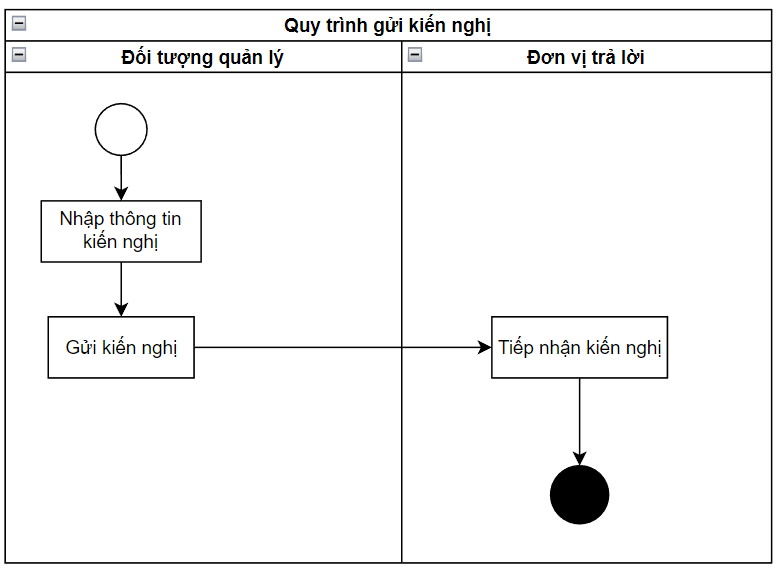 Quy trình gửi kiến nghị
Đối tượng quản lý
Đơn vị trả lời
Nhập thông tin
kiến nghị
Gửi kiến nghị
Tiếp nhận kiến nghị